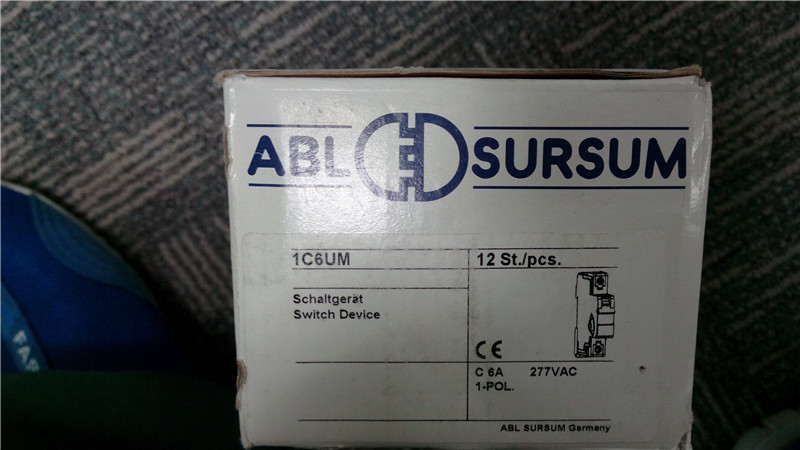 ABL SURSUM
1C6UM
12 St./pcs.
Schaltgerät
Switch Device
CE
C 6A 277VAC
1-POL.
ABL SURSUM Germany